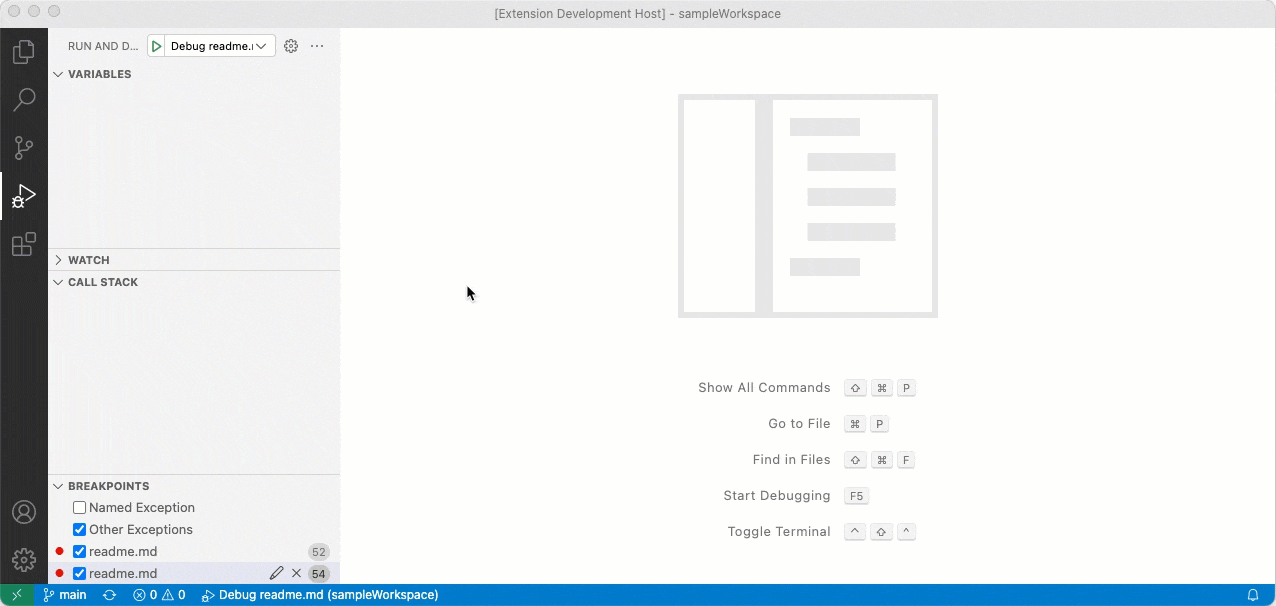 [Extension Development Host] - sampleWorkspace
RUN AND D... Debug readme.
VARIABLES
WATCH
CALL STACK
Show All Commands ⇧ ⌘ P
Go to File ⌘ P
Find in Files ⇧ ⌘ F
Start Debugging F5
Toggle Terminal ^ ⇧ ^
BREAKPOINTS
Named Exception
Other Exceptions
readme.md 52
readme.md 54
main 0 0 Debug readme.md (sampleWorkspace)